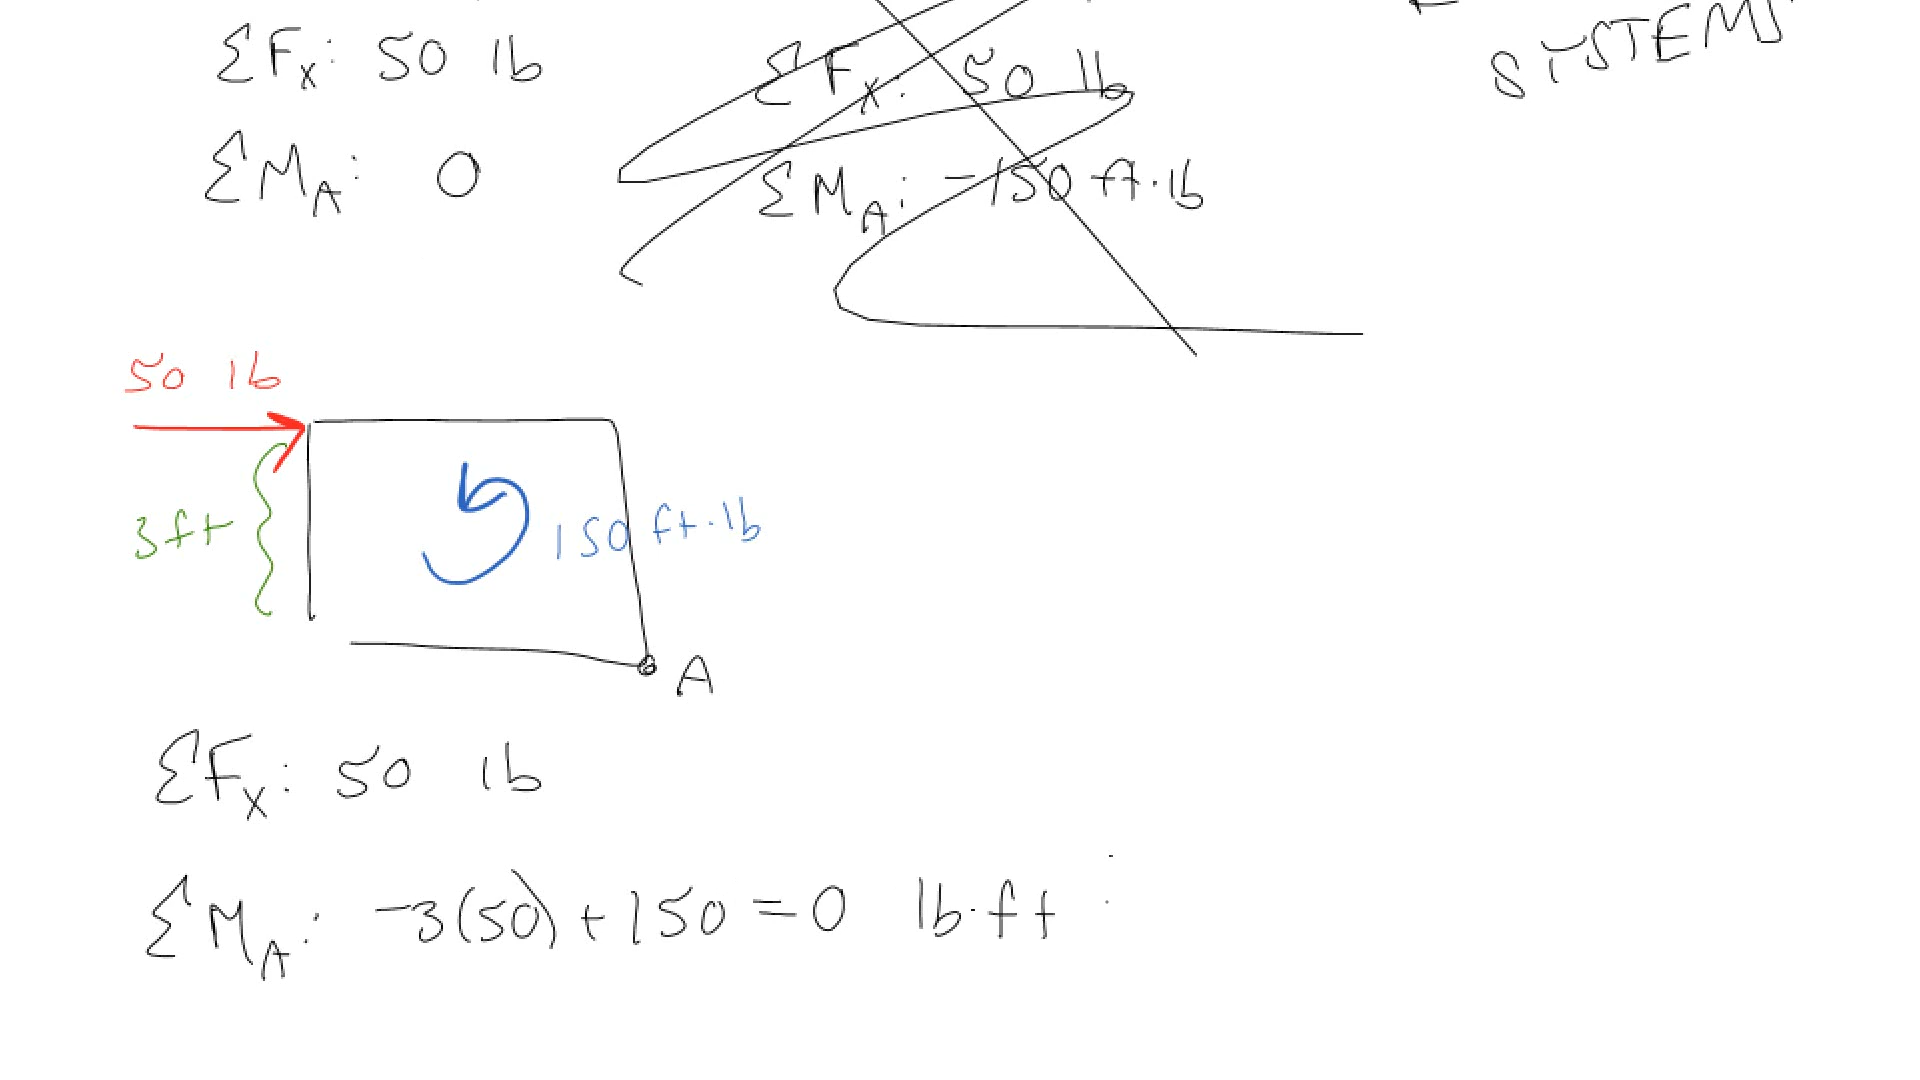 ΣFx: 50 lb
ΣMA: 0
ΣFx: 50 lb
ΣMA: -150 ft·lb
SYSTEMS
50 lb
3ft
150 ft·lb
A
ΣFx: 50 lb
ΣMA: -3(50)+150=0 lb·ft